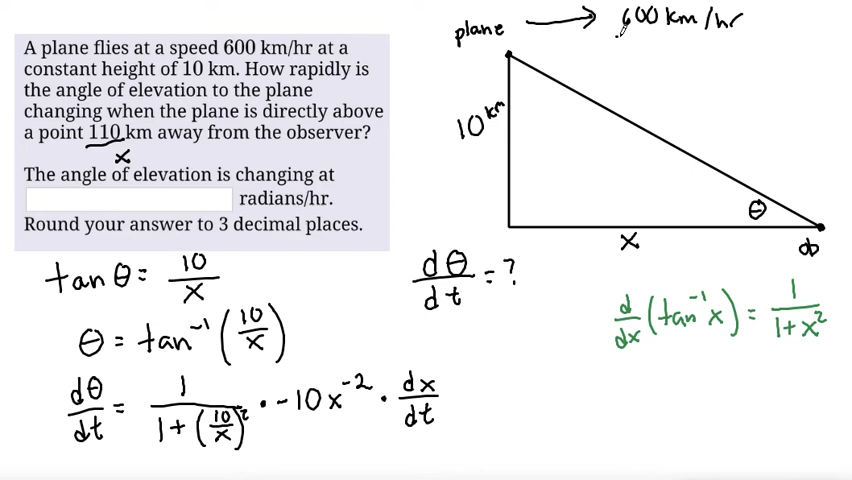 A plane flies at a speed 600 km/hr at a
constant height of 10 km. How rapidly is
the angle of elevation to the plane
changing when the plane is directly above
a point 110 km away from the observer?
x
The angle of elevation is changing at
radians/hr.
Round your answer to 3 decimal places.
plane → 600 km/hr
10 km
θ
x
ob
tan θ = 10/x
dθ/dt = ?
θ = tan⁻¹(10/x)
d/dx (tan⁻¹ x) = 1/(1+x²)
dθ/dt = 1/(1+(10/x)²) · -10x⁻² · dx/dt